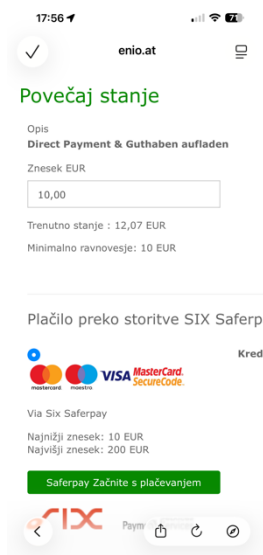 17:56
71
enio.at
Povečaj stanje
Opis
Direct Payment & Guthaben aufladen
Znesek EUR
10,00
Trenutno stanje : 12,07 EUR
Minimalno ravnovesje: 10 EUR
Plačilo preko storitve SIX Saferp
Kred
mastercard. maestro. VISA MasterCard. SecureCode.
Via Six Saferpay
Najnižji znesek: 10 EUR
Najvišji znesek: 200 EUR
Saferpay Začnite s plačevanjem
SIX